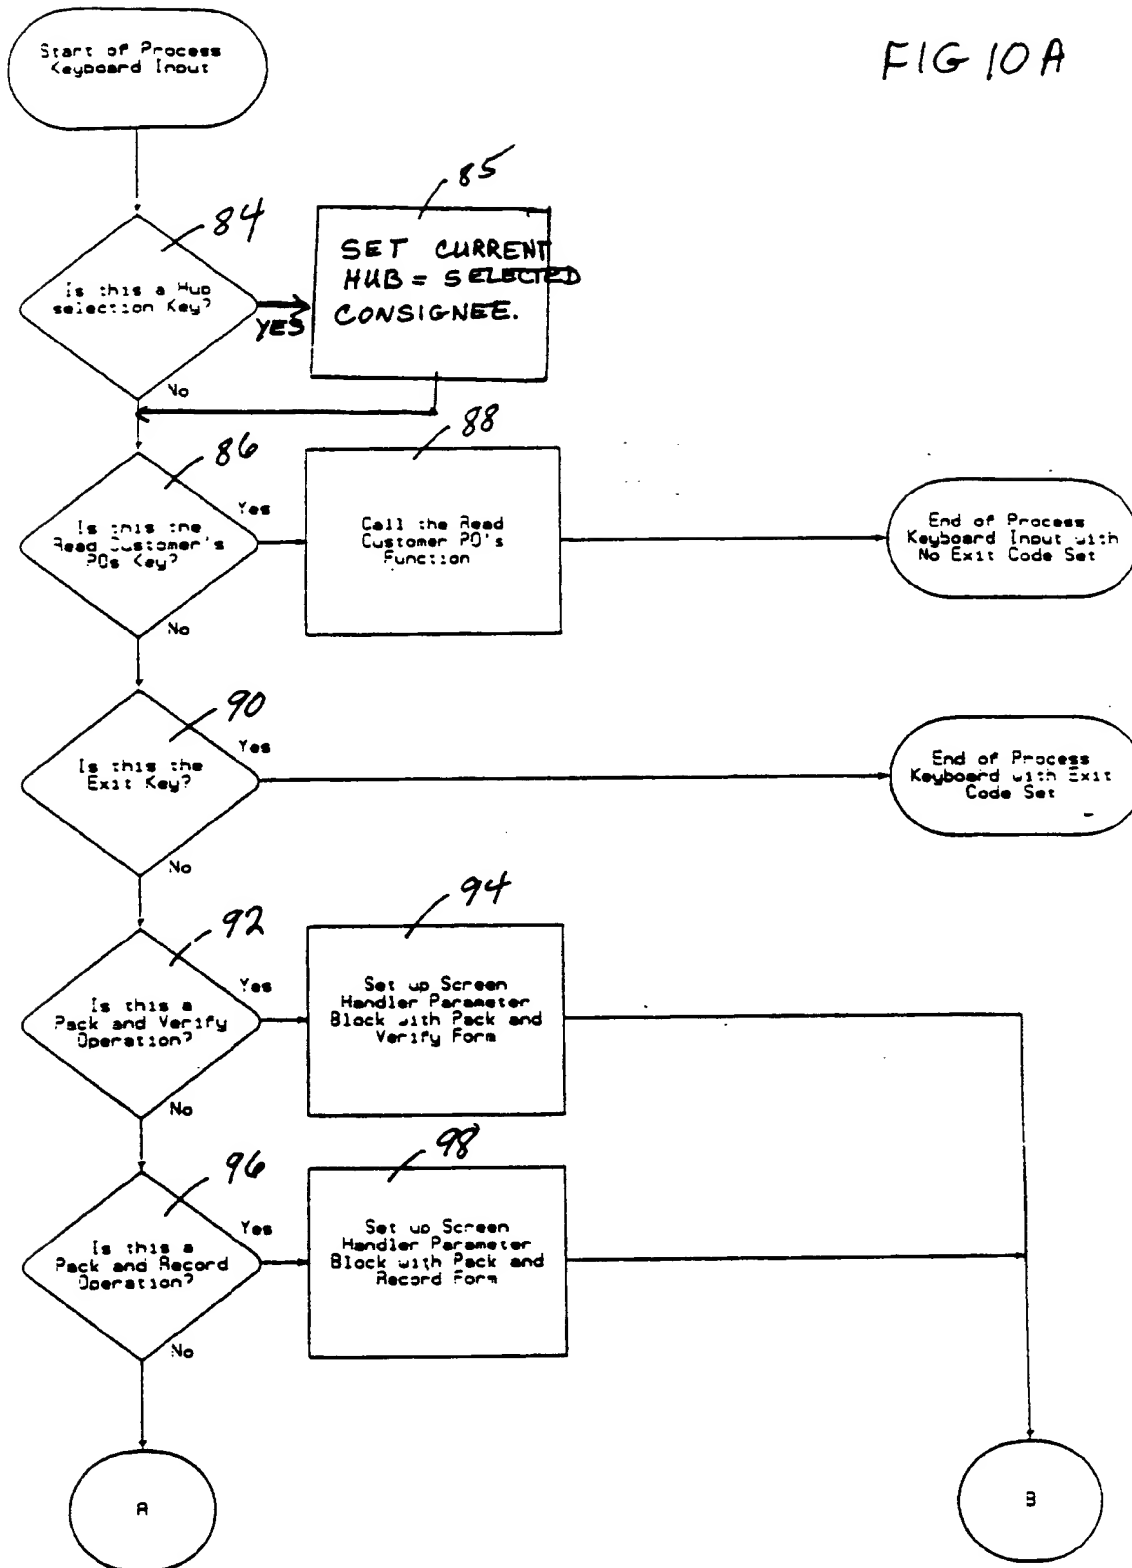 FIG 10A
Start of Process
Keyboard Input
84
Is this a Hub
selection Key?
YES
No
85
SET CURRENT
HUB = SELECTED
CONSIGNEE.
86
Is this the
Read Customer's
POs Key?
Yes
No
88
Call the Read
Customer PO's
Function
End of Process
Keyboard Input with
No Exit Code Set
90
Is this the
Exit Key?
Yes
No
End of Process
Keyboard with Exit
Code Set
92
Is this a
Pack and Verify
Operation?
Yes
No
94
Set up Screen
Handler Parameter
Block with Pack and
Verify Form
96
Is this a
Pack and Record
Operation?
Yes
No
98
Set up Screen
Handler Parameter
Block with Pack and
Record Form
A
B